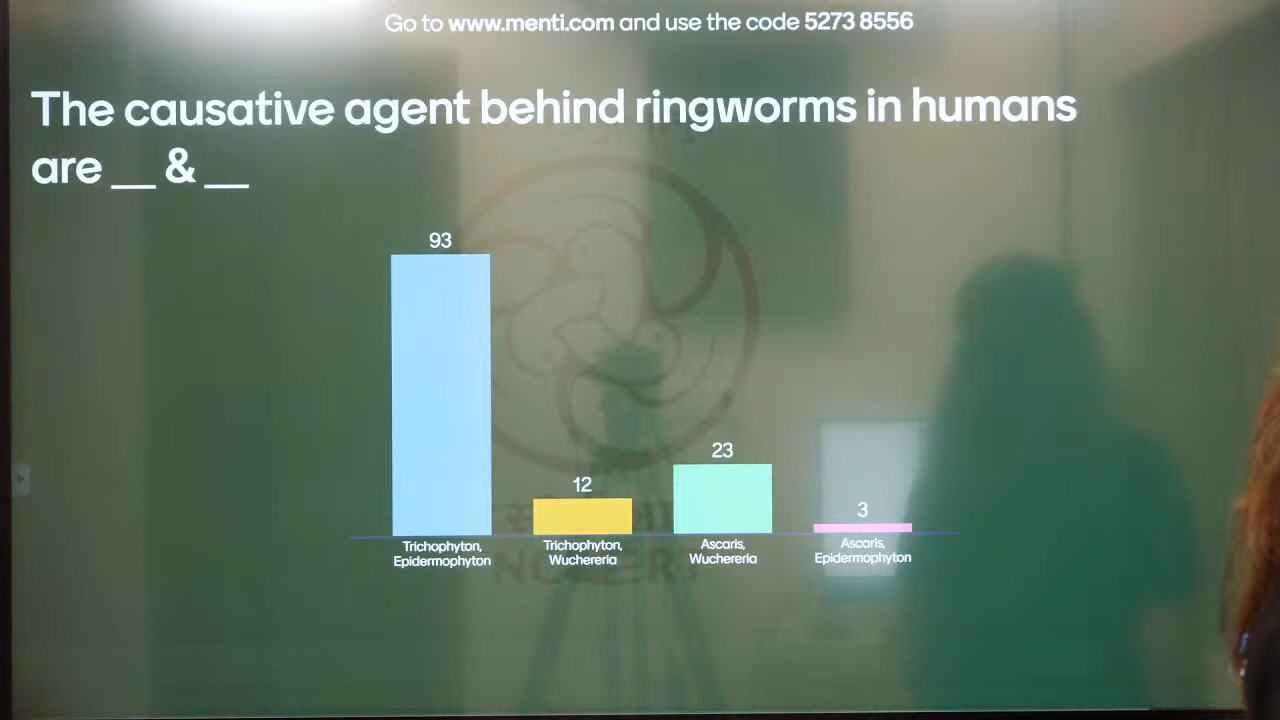 Go to www.menti.com and use the code 5273 8556
The causative agent behind ringworms in humans
are __ & __
93
12
23
3
Trichophyton,
Epidermophyton
Trichophyton,
Wuchereria
Ascaris,
Wuchereria
Ascaris,
Epidermophyton